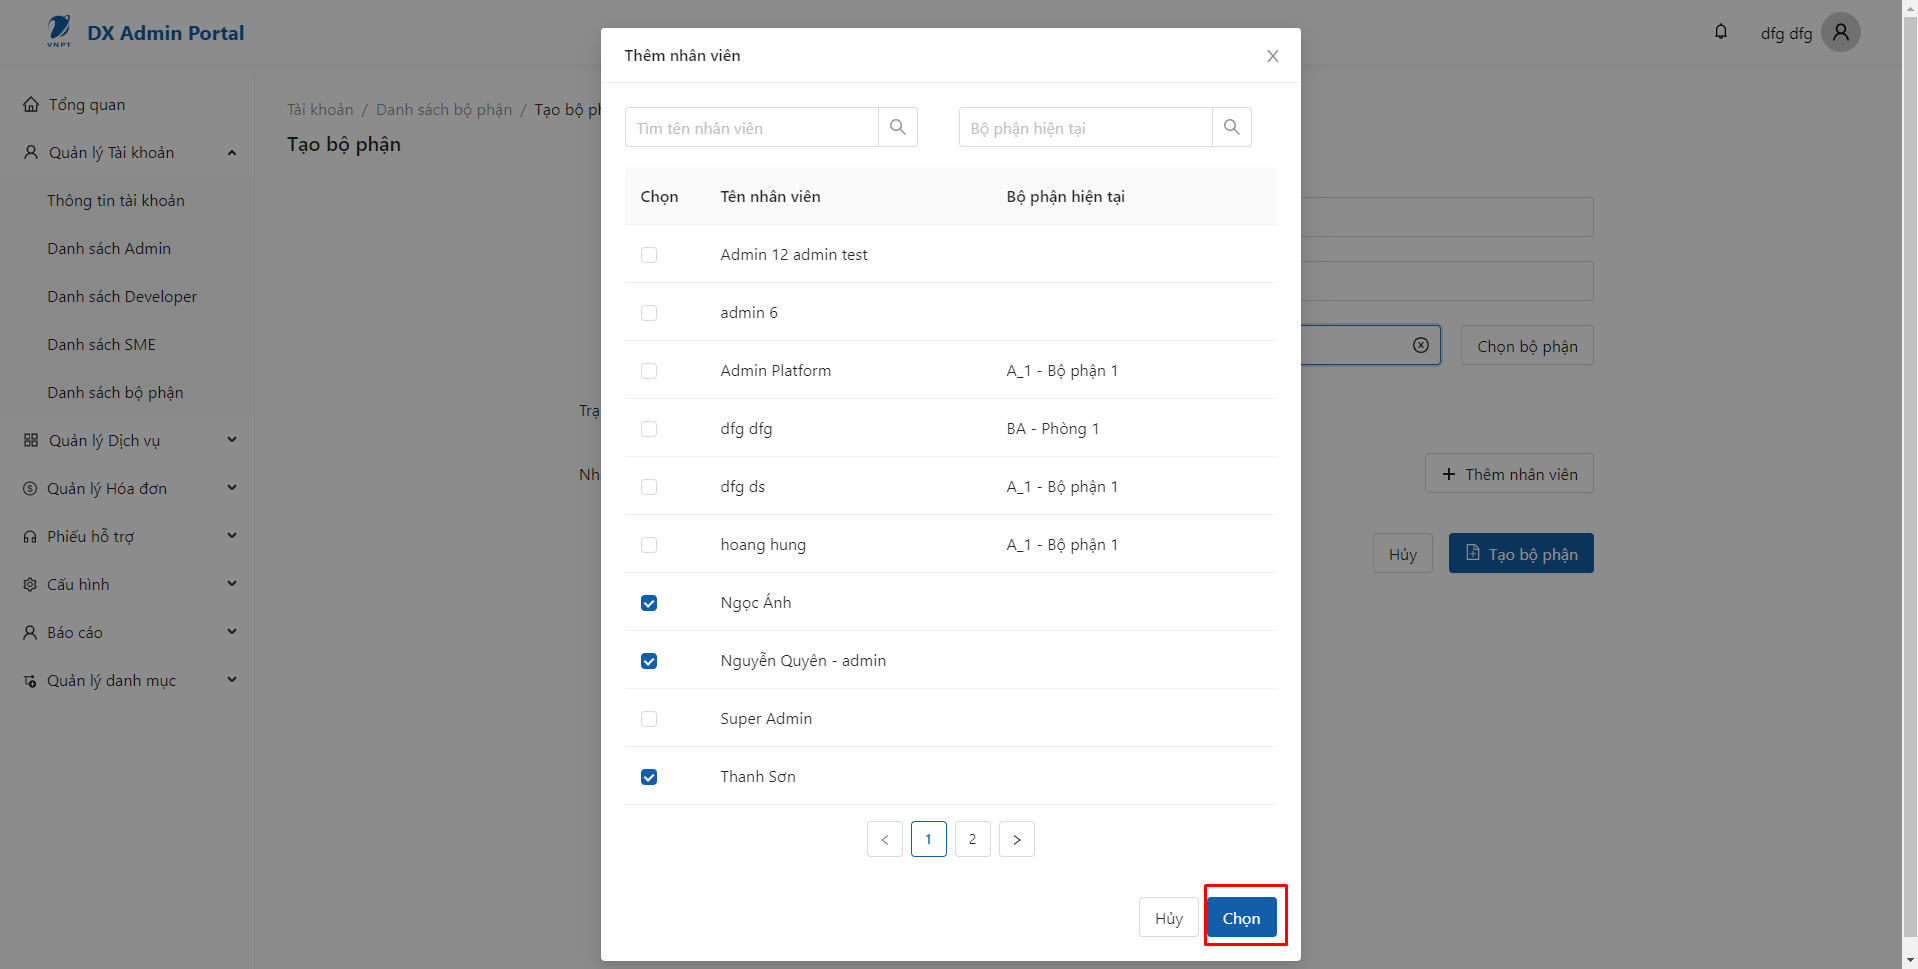 VNPT
DX Admin Portal
dfg dfg
Tổng quan
Quản lý Tài khoản
Thông tin tài khoản
Danh sách Admin
Danh sách Developer
Danh sách SME
Danh sách bộ phận
Quản lý Dịch vụ
Quản lý Hóa đơn
Phiếu hỗ trợ
Cấu hình
Báo cáo
Quản lý danh mục
Tài khoản / Danh sách bộ phận / Tạo bộ ph
Tạo bộ phận
Trạ
Nh
Chọn bộ phận
+ Thêm nhân viên
Hủy
Tạo bộ phận
Thêm nhân viên
Tìm tên nhân viên
Bộ phận hiện tại
Chọn Tên nhân viên Bộ phận hiện tại
Admin 12 admin test
admin 6
Admin Platform A_1 - Bộ phận 1
dfg dfg BA - Phòng 1
dfg ds A_1 - Bộ phận 1
hoang hung A_1 - Bộ phận 1
Ngọc Ánh
Nguyễn Quyên - admin
Super Admin
Thanh Sơn
< 1 2 >
Hủy
Chọn